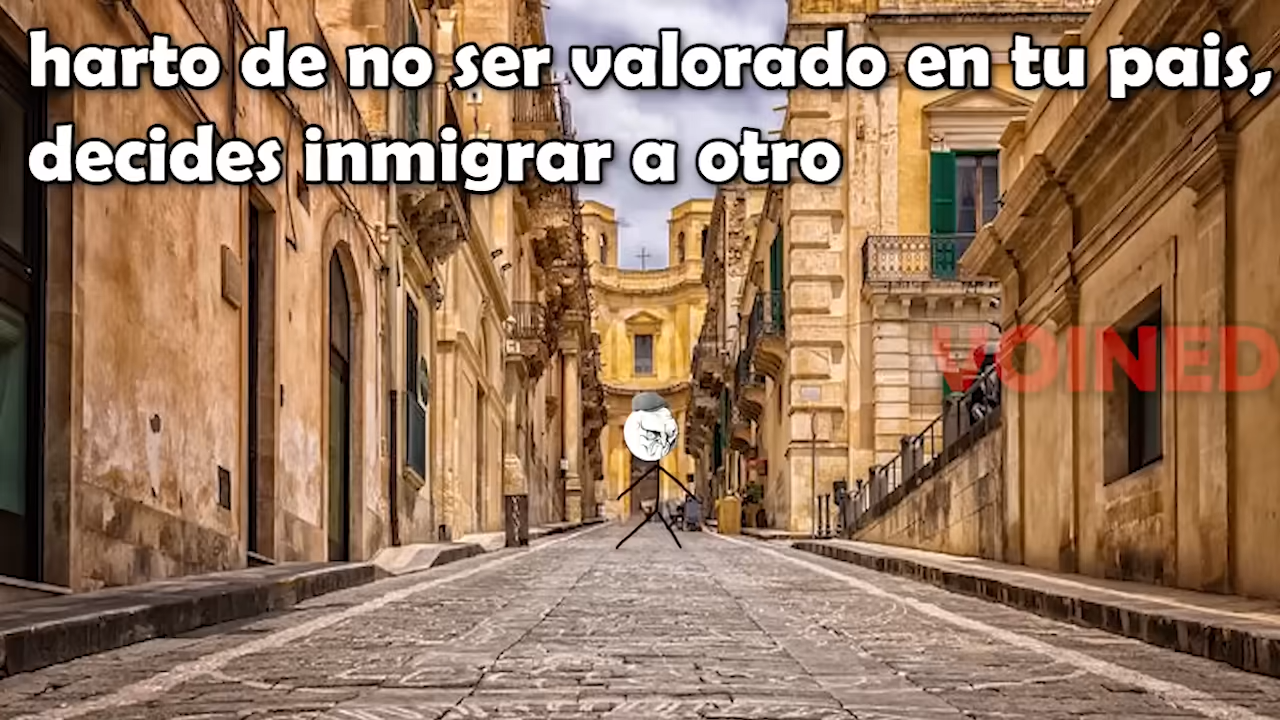 harto de no ser valorado en tu pais,
decides inmigrar a otro
VOINED